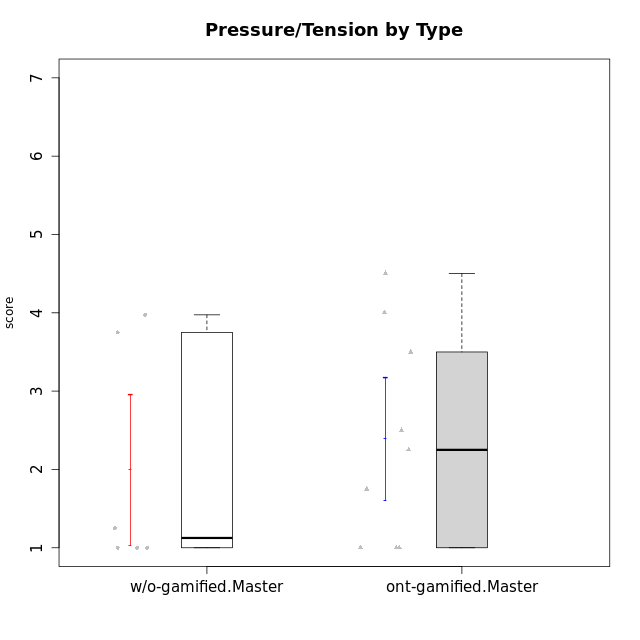 Pressure/Tension by Type
7
6
5
4
3
2
1
score
w/o-gamified.Master
ont-gamified.Master